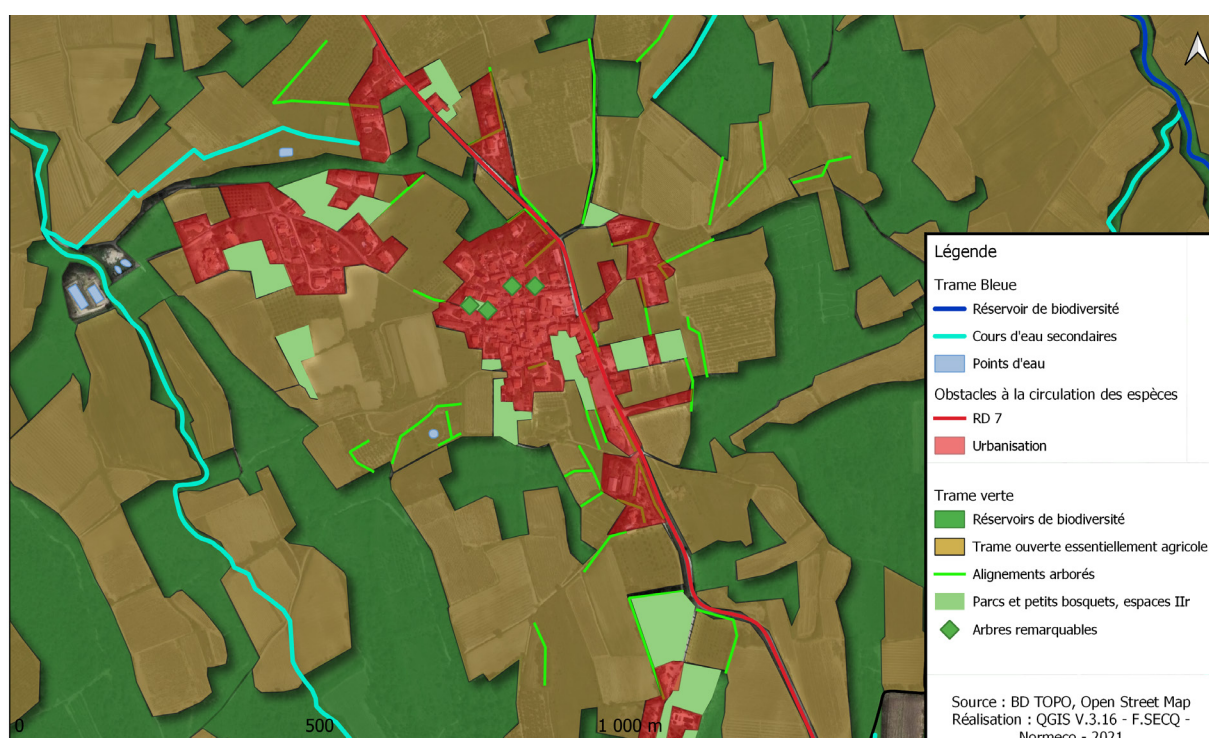 Légende
Trame Bleue
Réservoir de biodiversité
Cours d'eau secondaires
Points d'eau
Obstacles à la circulation des espèces
RD 7
Urbanisation
Trame verte
Réservoirs de biodiversité
Trame ouverte essentiellement agricole
Alignements arborés
Parcs et petits bosquets, espaces IIr
Arbres remarquables
Source : BD TOPO, Open Street Map
Réalisation : QGIS V.3.16 - F.SECQ -
Normeco - 2021
0 500 1 000 m